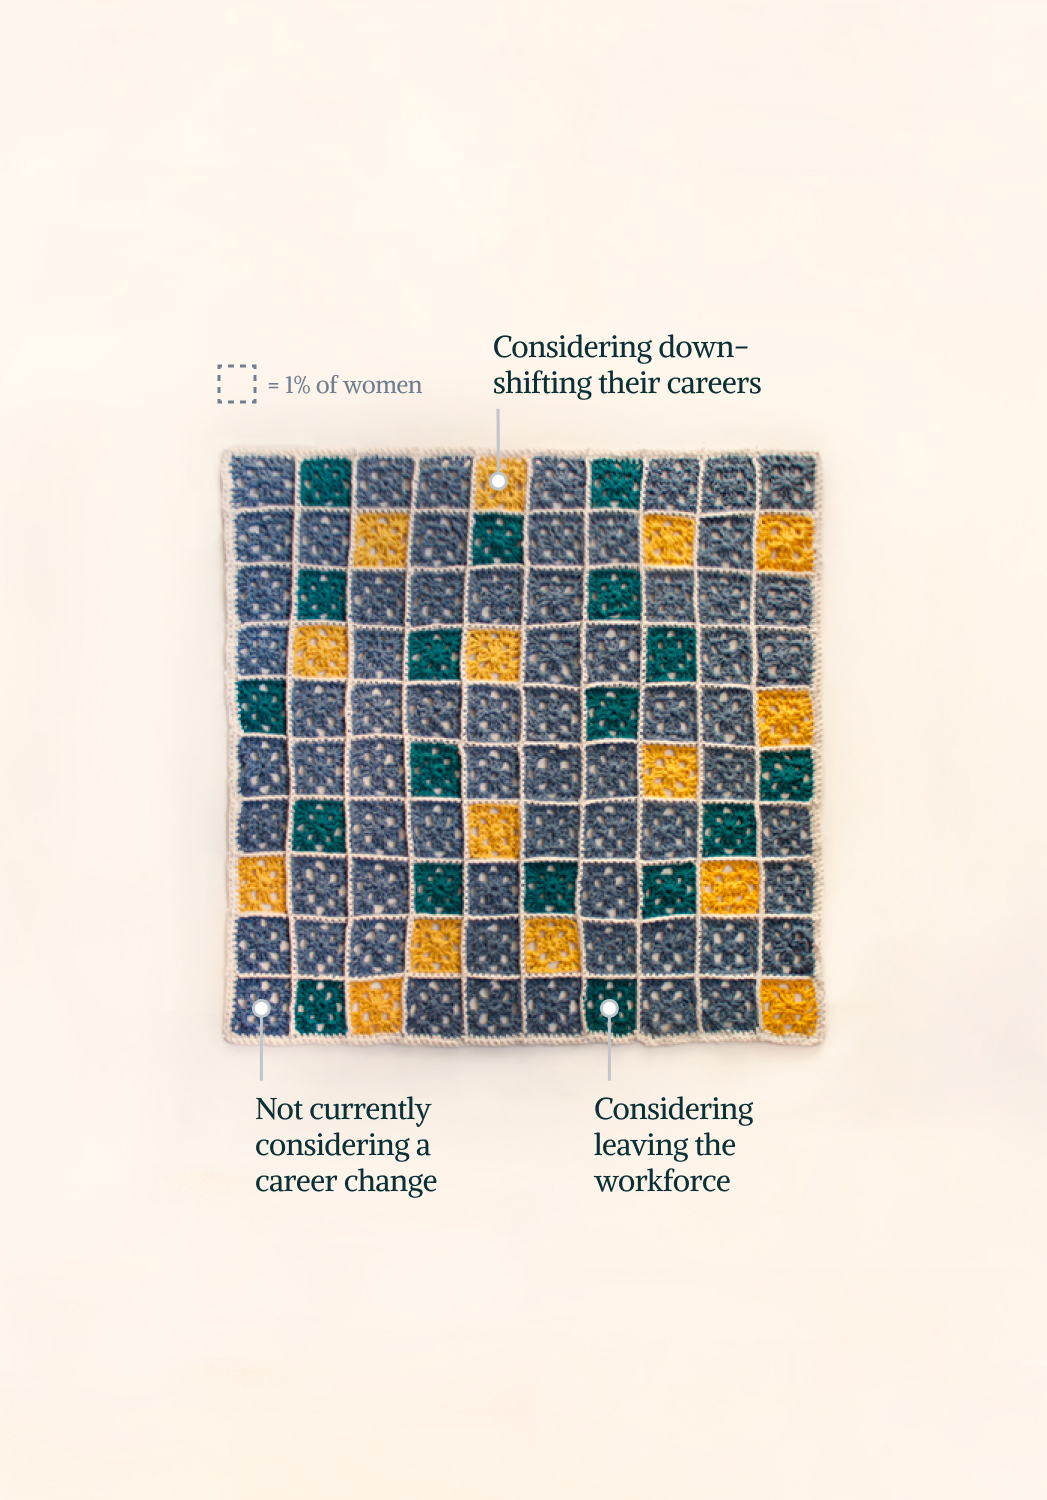 Considering down-
shifting their careers
= 1% of women
Not currently
considering a
career change
Considering
leaving the
workforce